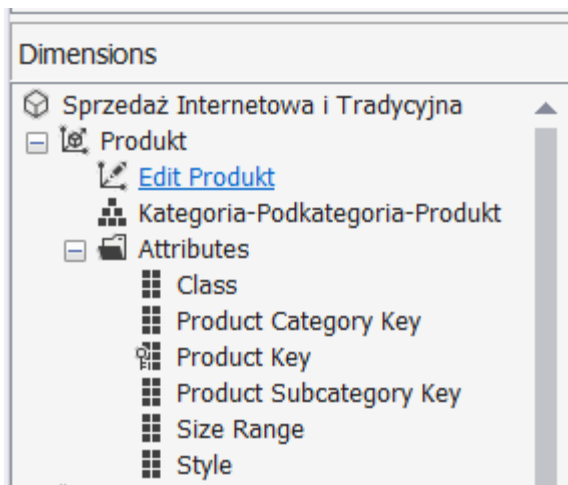 Dimensions
Sprzedaż Internetowa i Tradycyjna
Produkt
Edit Produkt
Kategoria-Podkategoria-Produkt
Attributes
Class
Product Category Key
Product Key
Product Subcategory Key
Size Range
Style